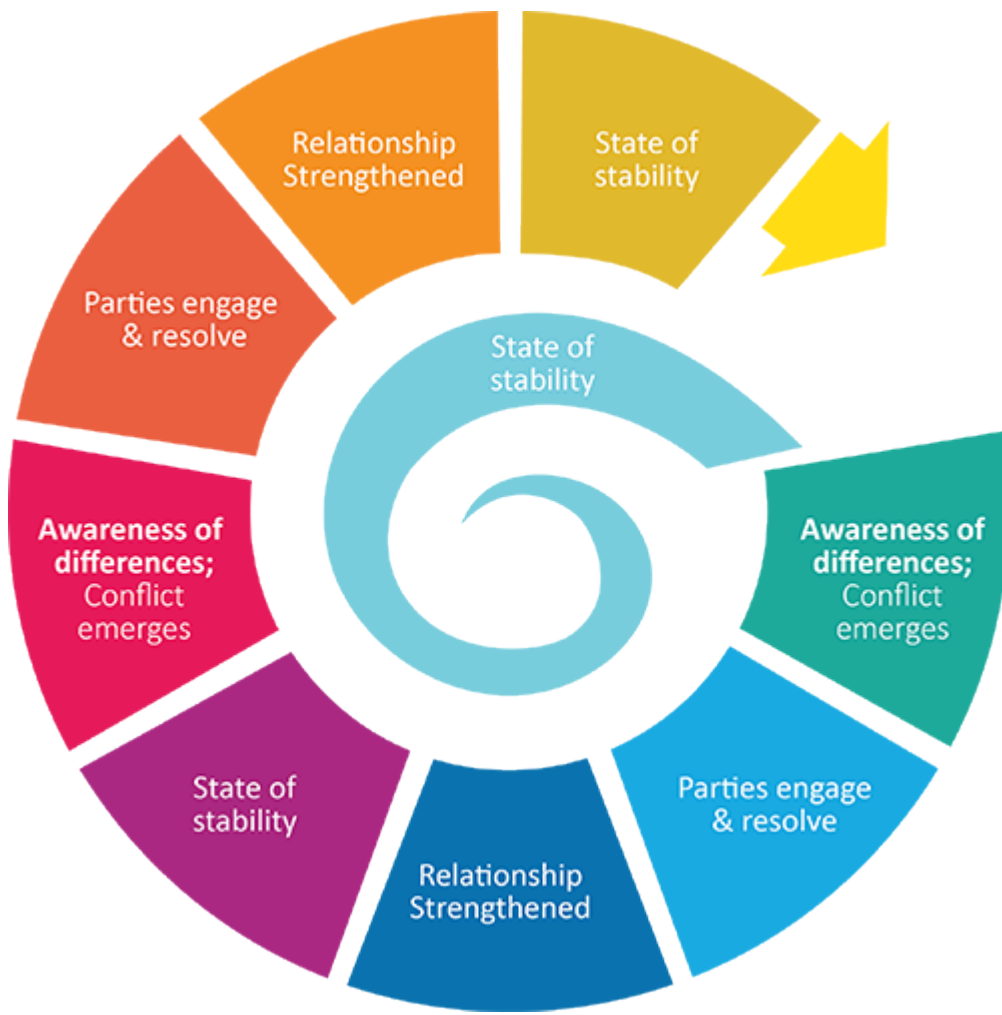 State of
stability
Awareness of
differences;
Conflict
emerges
Parties engage
& resolve
Relationship
Strengthened
State of
stability
Awareness of
differences;
Conflict
emerges
Parties engage
& resolve
Relationship
Strengthened
State of
stability